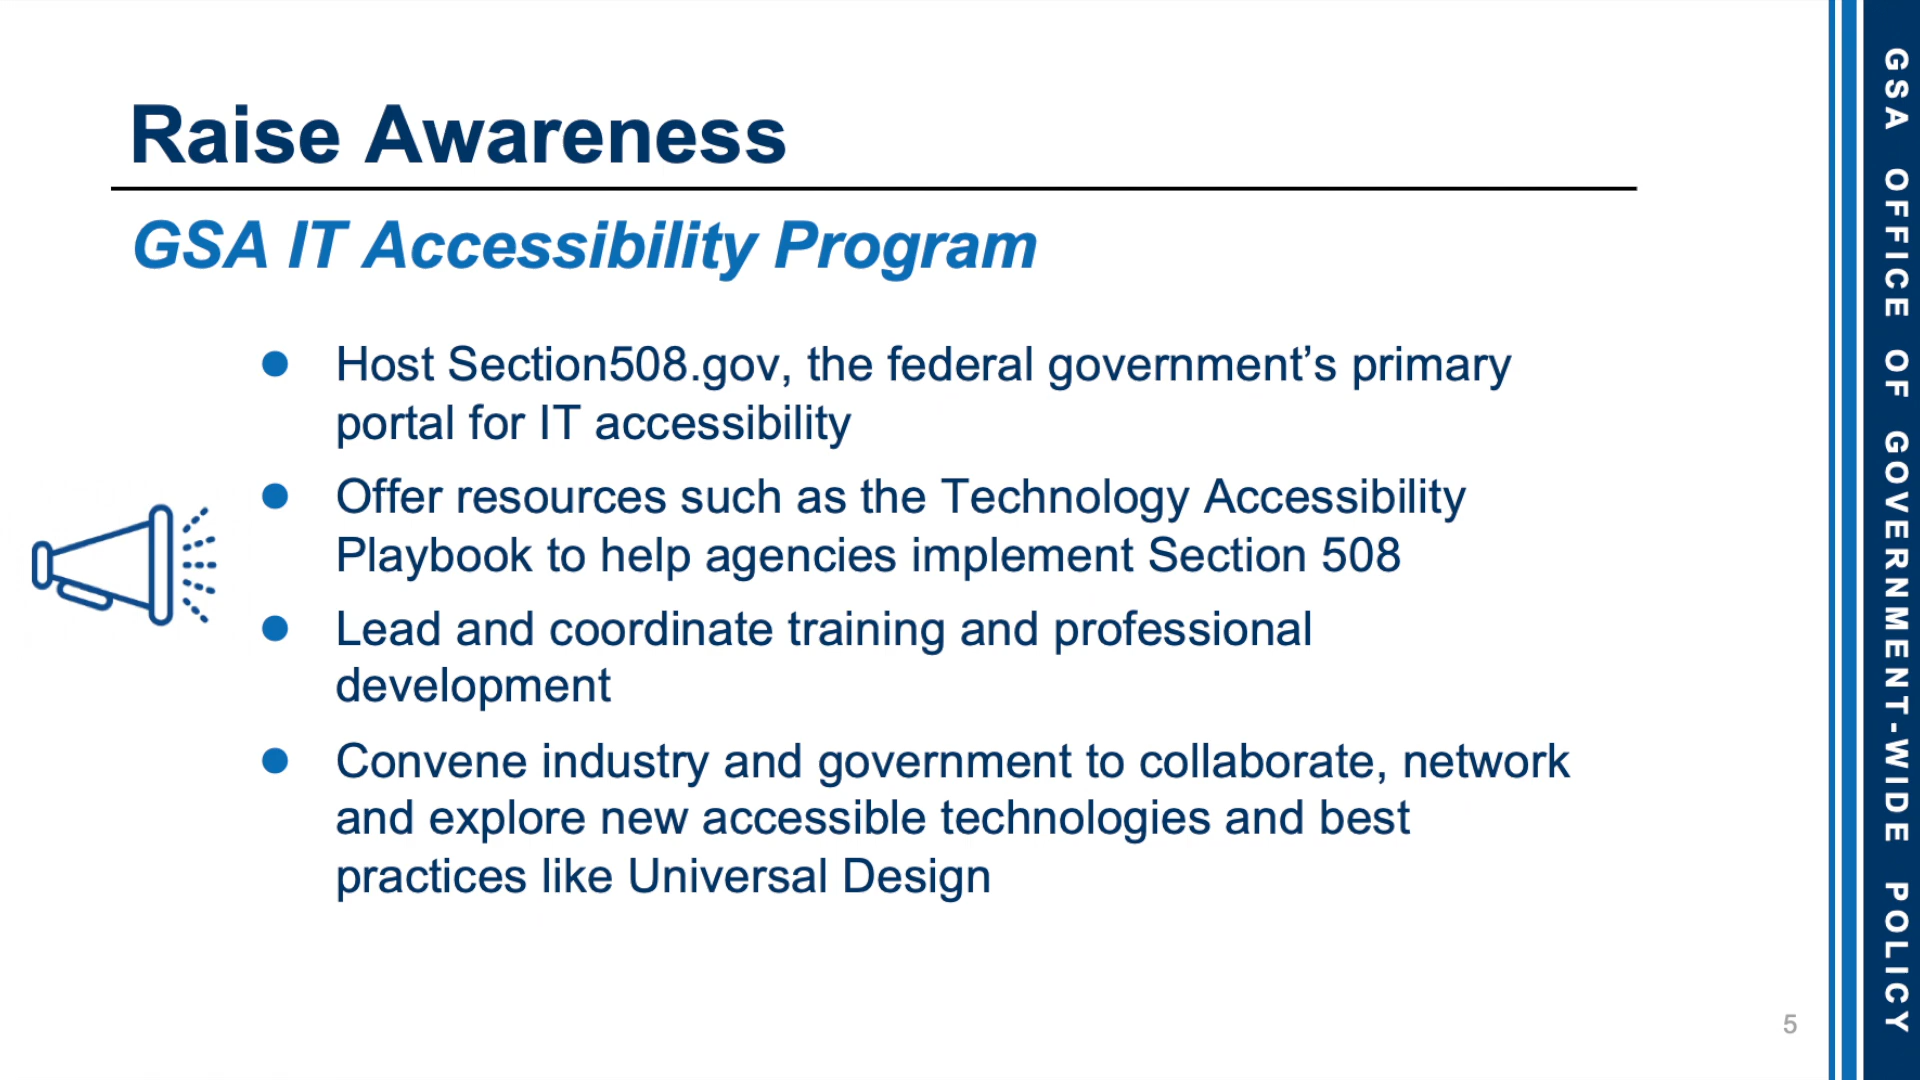 Raise Awareness
GSA IT Accessibility Program
● Host Section508.gov, the federal government’s primary
portal for IT accessibility
● Offer resources such as the Technology Accessibility
Playbook to help agencies implement Section 508
● Lead and coordinate training and professional
development
● Convene industry and government to collaborate, network
and explore new accessible technologies and best
practices like Universal Design
5
GSA OFFICE OF GOVERNMENT-WIDE POLICY